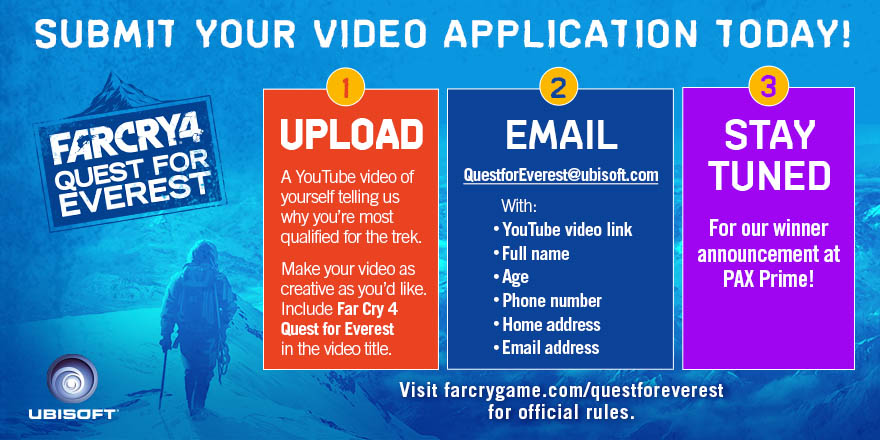 SUBMIT YOUR VIDEO APPLICATION TODAY!
FARCRY4
QUEST FOR
EVEREST
1
UPLOAD
A YouTube video of
yourself telling us
why you're most
qualified for the trek.
Make your video as
creative as you'd like.
Include Far Cry 4
Quest for Everest
in the video title.
2
EMAIL
QuestforEverest@ubisoft.com
With:
• YouTube video link
• Full name
• Age
• Phone number
• Home address
• Email address
3
STAY
TUNED
For our winner
announcement at
PAX Prime!
UBISOFT
Visit farcrygame.com/questforeverest
for official rules.